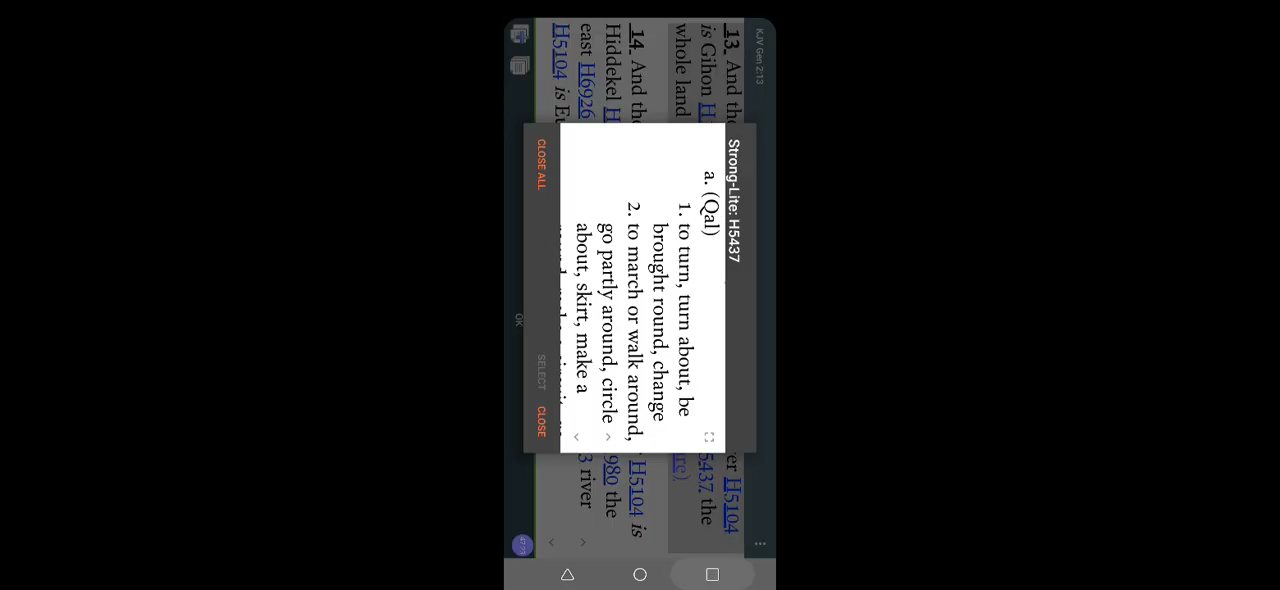 KJV Gen 2:13
13. And the
er H5104
is Gihon H
5437 the
whole land
re)
Strong-Lite: H5437
a. (Qal)
1. to turn, turn about, be
brought round, change
2. to march or walk around,
go partly around, circle
about, skirt, make a
CLOSE ALL
SELECT
CLOSE
14. And the
H5104 is
Hiddekel H
980 the
east H6926
3 river
H5104 is Eu
OK